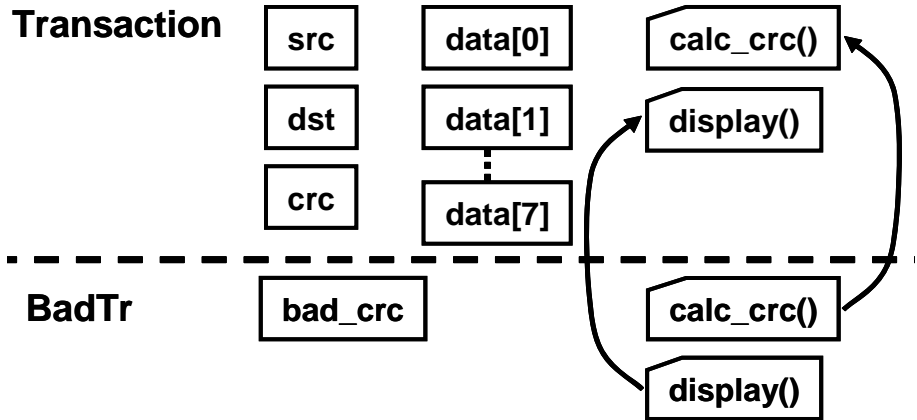 Transaction
src
data[0]
calc_crc()
dst
data[1]
display()
crc
data[7]
BadTr
bad_crc
calc_crc()
display()